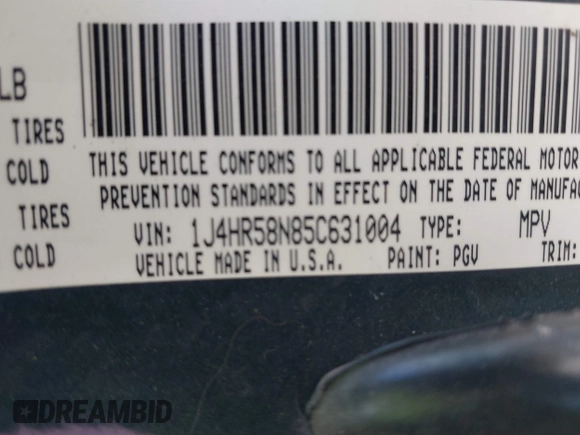 LB
TIRES
COLD THIS VEHICLE CONFORMS TO ALL APPLICABLE FEDERAL MOTOR
PREVENTION STANDARDS IN EFFECT ON THE DATE OF MANUFA
TIRES VIN: 1J4HR58N85C631004 TYPE: MPV
COLD VEHICLE MADE IN U.S.A. PAINT: PGV TRIM:
DREAMBID